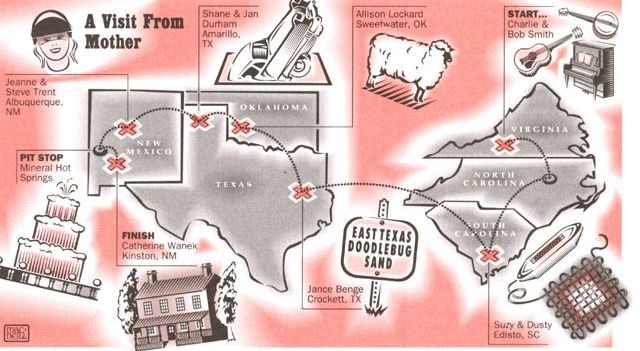 A Visit From
Mother
Shane & Jan
Durham
Amarillo,
TX
Allison Lockard
Sweetwater, OK
START...
Charlie &
Bob Smith
Jeanne &
Steve Trent
Albuquerque,
NM
OKLAHOMA
VIRGINIA
NEW
MEXICO
PIT STOP
Mineral Hot
Springs
TEXAS
NORTH
CAROLINA
SOUTH
CAROLINA
EAST TEXAS
DOODLEBUG
SAND
FINISH
Catherine Wanek
Kinston, NM
Jance Benge
Crockett, TX
Suzy & Dusty
Edisto, SC